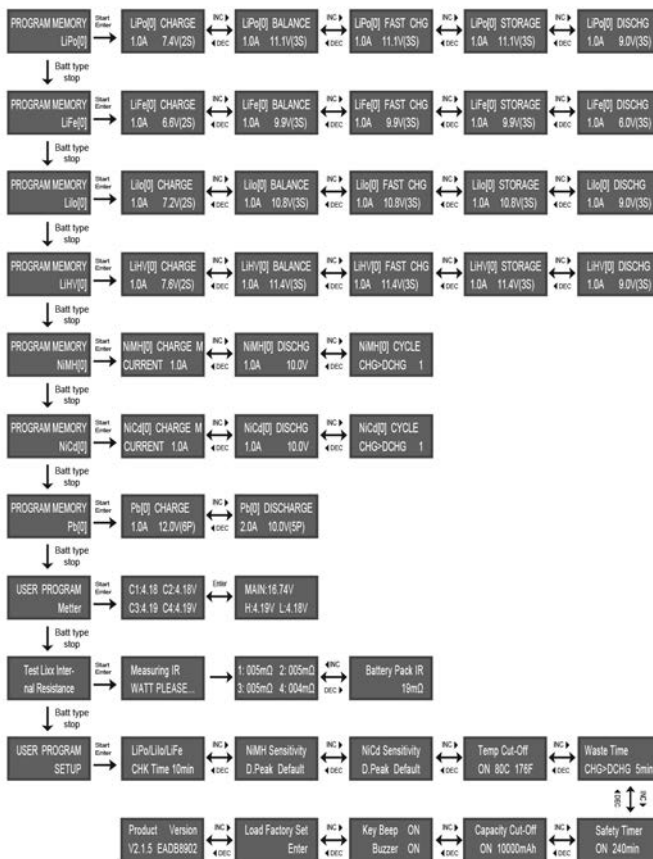 PROGRAM MEMORY
LiPo[0]
Start
Enter
LiPo[0] CHARGE
1.0A 7.4V(2S)
INC
DEC
LiPo[0] BALANCE
1.0A 11.1V(3S)
INC
DEC
LiPo[0] FAST CHG
1.0A 11.1V(3S)
INC
DEC
LiPo[0] STORAGE
1.0A 11.1V(3S)
INC
DEC
LiPo[0] DISCHG
1.0A 9.0V(3S)
Batt type
stop
PROGRAM MEMORY
LiFe[0]
Start
Enter
LiFe[0] CHARGE
1.0A 6.6V(2S)
INC
DEC
LiFe[0] BALANCE
1.0A 9.9V(3S)
INC
DEC
LiFe[0] FAST CHG
1.0A 9.9V(3S)
INC
DEC
LiFe[0] STORAGE
1.0A 9.9V(3S)
INC
DEC
LiFe[0] DISCHG
1.0A 6.0V(3S)
Batt type
stop
PROGRAM MEMORY
LiIo[0]
Start
Enter
LiIo[0] CHARGE
1.0A 7.2V(2S)
INC
DEC
LiIo[0] BALANCE
1.0A 10.8V(3S)
INC
DEC
LiIo[0] FAST CHG
1.0A 10.8V(3S)
INC
DEC
LiIo[0] STORAGE
1.0A 10.8V(3S)
INC
DEC
LiIo[0] DISCHG
1.0A 9.0V(3S)
Batt type
stop
PROGRAM MEMORY
LiHV[0]
Start
Enter
LiHV[0] CHARGE
1.0A 7.6V(2S)
INC
DEC
LiHV[0] BALANCE
1.0A 11.4V(3S)
INC
DEC
LiHV[0] FAST CHG
1.0A 11.4V(3S)
INC
DEC
LiHV[0] STORAGE
1.0A 11.4V(3S)
INC
DEC
LiHV[0] DISCHG
1.0A 9.0V(3S)
Batt type
stop
PROGRAM MEMORY
NiMH[0]
Start
Enter
NiMH[0] CHARGE M
CURRENT 1.0A
INC
DEC
NiMH[0] DISCHG
1.0A 10.0V
INC
DEC
NiMH[0] CYCLE
CHG>DCHG 1
Batt type
stop
PROGRAM MEMORY
NiCd[0]
Start
Enter
NiCd[0] CHARGE M
CURRENT 1.0A
INC
DEC
NiCd[0] DISCHG
1.0A 10.0V
INC
DEC
NiCd[0] CYCLE
CHG>DCHG 1
Batt type
stop
PROGRAM MEMORY
Pb[0]
Start
Enter
Pb[0] CHARGE
1.0A 12.0V(6P)
INC
DEC
Pb[0] DISCHARGE
2.0A 10.0V(5P)
Batt type
stop
USER PROGRAM
Metter
Start
Enter
C1:4.18 C2:4.18V
C3:4.19 C4:4.19V
Enter
MAIN:16.74V
H:4.19V L:4.18V
Batt type
stop
Test Lixx Inter-
nal Resistance
Start
Enter
Measuring IR
WATT PLEASE...
1: 005mΩ 2: 005mΩ
3: 005mΩ 4: 004mΩ
INC
DEC
Battery Pack IR
19mΩ
Batt type
stop
USER PROGRAM
SETUP
Start
Enter
LiPo/LiIo/LiFe
CHK Time 10min
INC
DEC
NiMH Sensitivity
D.Peak Default
INC
DEC
NiCd Sensitivity
D.Peak Default
INC
DEC
Temp Cut-Off
ON 80C 176F
INC
DEC
Waste Time
CHG>DCHG 5min
DEC
INC
Product Version
V2.1.5 EADB8902
INC
DEC
Load Factory Set
Enter
INC
DEC
Key Beep ON
Buzzer ON
INC
DEC
Capacity Cut-Off
ON 10000mAh
INC
DEC
Safety Timer
ON 240min